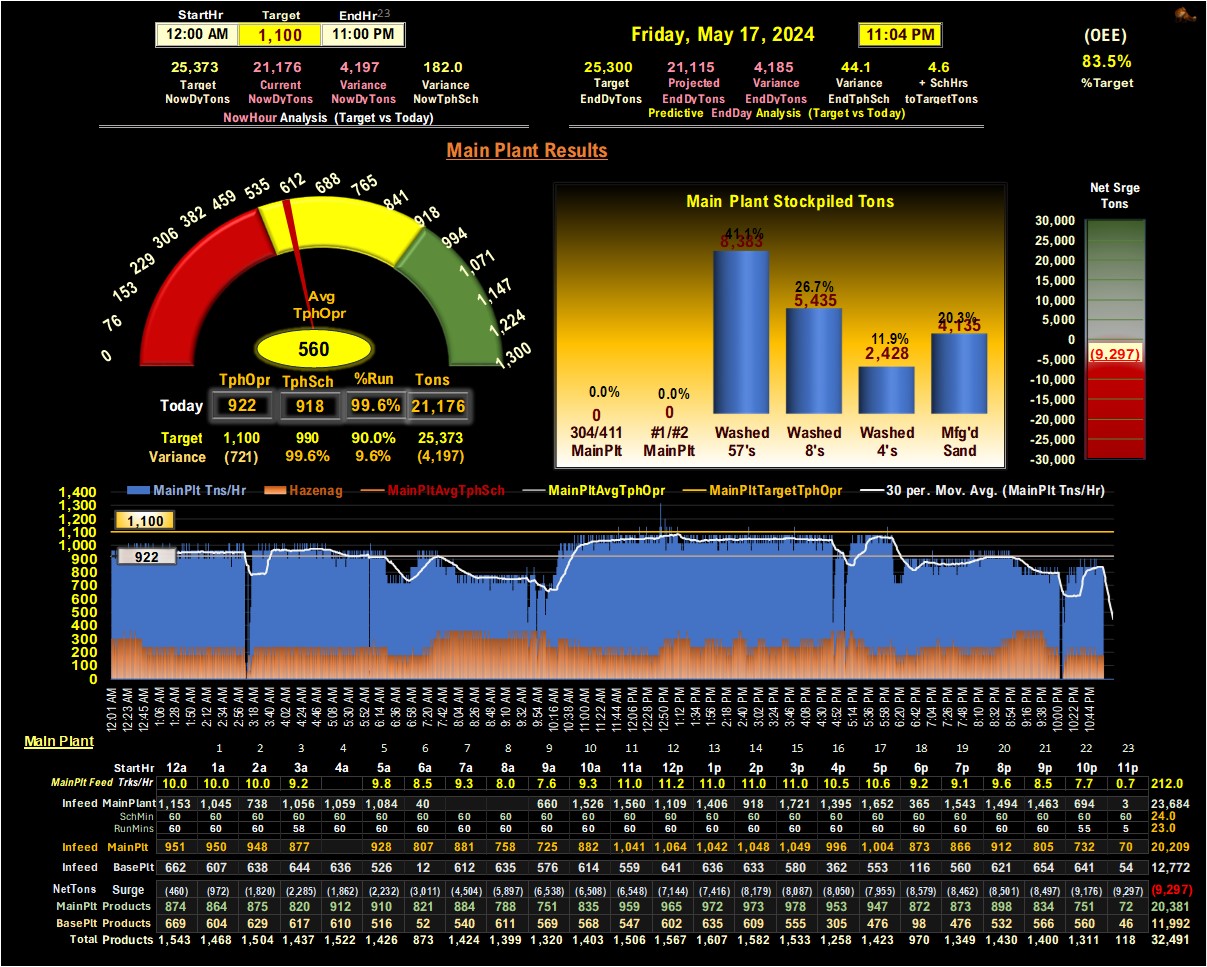 StartHr Target EndHr 23
12:00 AM 1,100 11:00 PM
Friday, May 17, 2024 11:04 PM
(OEE)
83.5%
%Target
25,373 21,176 4,197 182.0
Target Current Variance Variance
NowDyTons NowDyTons NowDyTons NowTphSch
NowHour Analysis (Target vs Today)
25,300 21,115 4,185 44.1 4.6
Target Projected Variance Variance + SchHrs
EndDyTons EndDyTons EndDyTons EndTphSch toTargetTons
Predictive EndDay Analysis (Target vs Today)
Main Plant Results
0 76 153 229 306 382 459 535 612 688 765 841 918 994 1,071 1,147 1,224 1,300
Avg
TphOpr
560
TphOpr TphSch %Run Tons
Today 922 918 99.6% 21,176
Target 1,100 990 90.0% 25,373
Variance (721) 99.6% 9.6% (4,197)
Main Plant Stockpiled Tons
0.0% 0.0% 41.1% 26.7% 11.9% 20.3%
0 0 8,383 5,435 2,428 4,135
304/411 #1/#2 Washed Washed Washed Mfg'd
MainPlt MainPlt 57's 8's 4's Sand
Net Srge
Tons
30,000
25,000
20,000
15,000
10,000
5,000
0
(9,297)
-5,000
-10,000
-15,000
-20,000
-25,000
-30,000
MainPlt Tns/Hr Hazenag MainPltAvgTphSch MainPltAvgTphOpr MainPltTargetTphOpr 30 per. Mov. Avg. (MainPlt Tns/Hr)
1,400
1,300
1,200
1,100
1,000
900
800
700
600
500
400
300
200
100
0
1,100
922
12:01 AM 12:23 AM 12:45 AM 1:06 AM 1:28 AM 1:50 AM 2:12 AM 2:34 AM 2:56 AM 3:18 AM 3:40 AM 4:02 AM 4:24 AM 4:46 AM 5:08 AM 5:30 AM 5:52 AM 6:14 AM 6:36 AM 6:58 AM 7:20 AM 7:42 AM 8:04 AM 8:26 AM 8:48 AM 9:10 AM 9:32 AM 9:54 AM 10:16 AM 10:38 AM 11:00 AM 11:22 AM 11:44 AM 12:06 PM 12:28 PM 12:50 PM 1:12 PM 1:34 PM 1:56 PM 2:18 PM 2:40 PM 3:02 PM 3:24 PM 3:46 PM 4:08 PM 4:30 PM 4:52 PM 5:14 PM 5:36 PM 5:58 PM 6:20 PM 6:42 PM 7:04 PM 7:26 PM 7:48 PM 8:10 PM 8:32 PM 8:54 PM 9:16 PM 9:38 PM 10:00 PM 10:22 PM 10:44 PM
Main Plant
1 2 3 4 5 6 7 8 9 10 11 12 13 14 15 16 17 18 19 20 21 22 23
StartHr 12a 1a 2a 3a 4a 5a 6a 7a 8a 9a 10a 11a 12p 1p 2p 3p 4p 5p 6p 7p 8p 9p 10p 11p
MainPlt Feed Trks/Hr 10.0 10.0 10.0 9.2 9.8 8.5 9.3 8.0 7.6 9.3 11.0 11.2 11.0 11.0 11.0 10.5 10.6 9.2 9.1 9.6 8.5 7.7 0.7 212.0
Infeed MainPlant 1,153 1,045 738 1,056 1,059 1,084 40 660 1,526 1,560 1,109 1,406 918 1,721 1,395 1,652 365 1,543 1,494 1,463 694 3 23,684
SchMin 60 60 60 60 60 60 60 60 60 60 60 60 60 60 60 60 60 60 60 60 60 60 60 60 24.0
RunMins 60 60 60 58 60 60 60 60 60 60 60 60 60 60 60 60 60 60 60 60 60 60 55 5 23.0
Infeed MainPlt 951 950 948 877 928 807 881 758 725 882 1,041 1,064 1,042 1,048 1,049 996 1,004 873 866 912 805 732 70 20,209
Infeed BasePlt 662 607 638 644 636 526 12 612 635 576 614 559 641 636 633 580 362 553 116 560 621 654 641 54 12,772
NetTons Surge (460) (972) (1,820) (2,285) (1,862) (2,232) (3,011) (4,504) (5,897) (6,538) (6,508) (6,548) (7,144) (7,416) (8,179) (8,087) (8,050) (7,955) (8,579) (8,462) (8,501) (8,497) (9,176) (9,297) (9,297)
MainPlt Products 874 864 875 820 912 910 821 884 788 751 835 959 965 972 973 978 953 947 872 873 898 834 751 72 20,381
BasePlt Products 669 604 629 617 610 516 52 540 611 569 568 547 602 635 609 555 305 476 98 476 532 566 560 46 11,992
Total Products 1,543 1,468 1,504 1,437 1,522 1,426 873 1,424 1,399 1,320 1,403 1,506 1,567 1,607 1,582 1,533 1,258 1,423 970 1,349 1,430 1,400 1,311 118 32,491